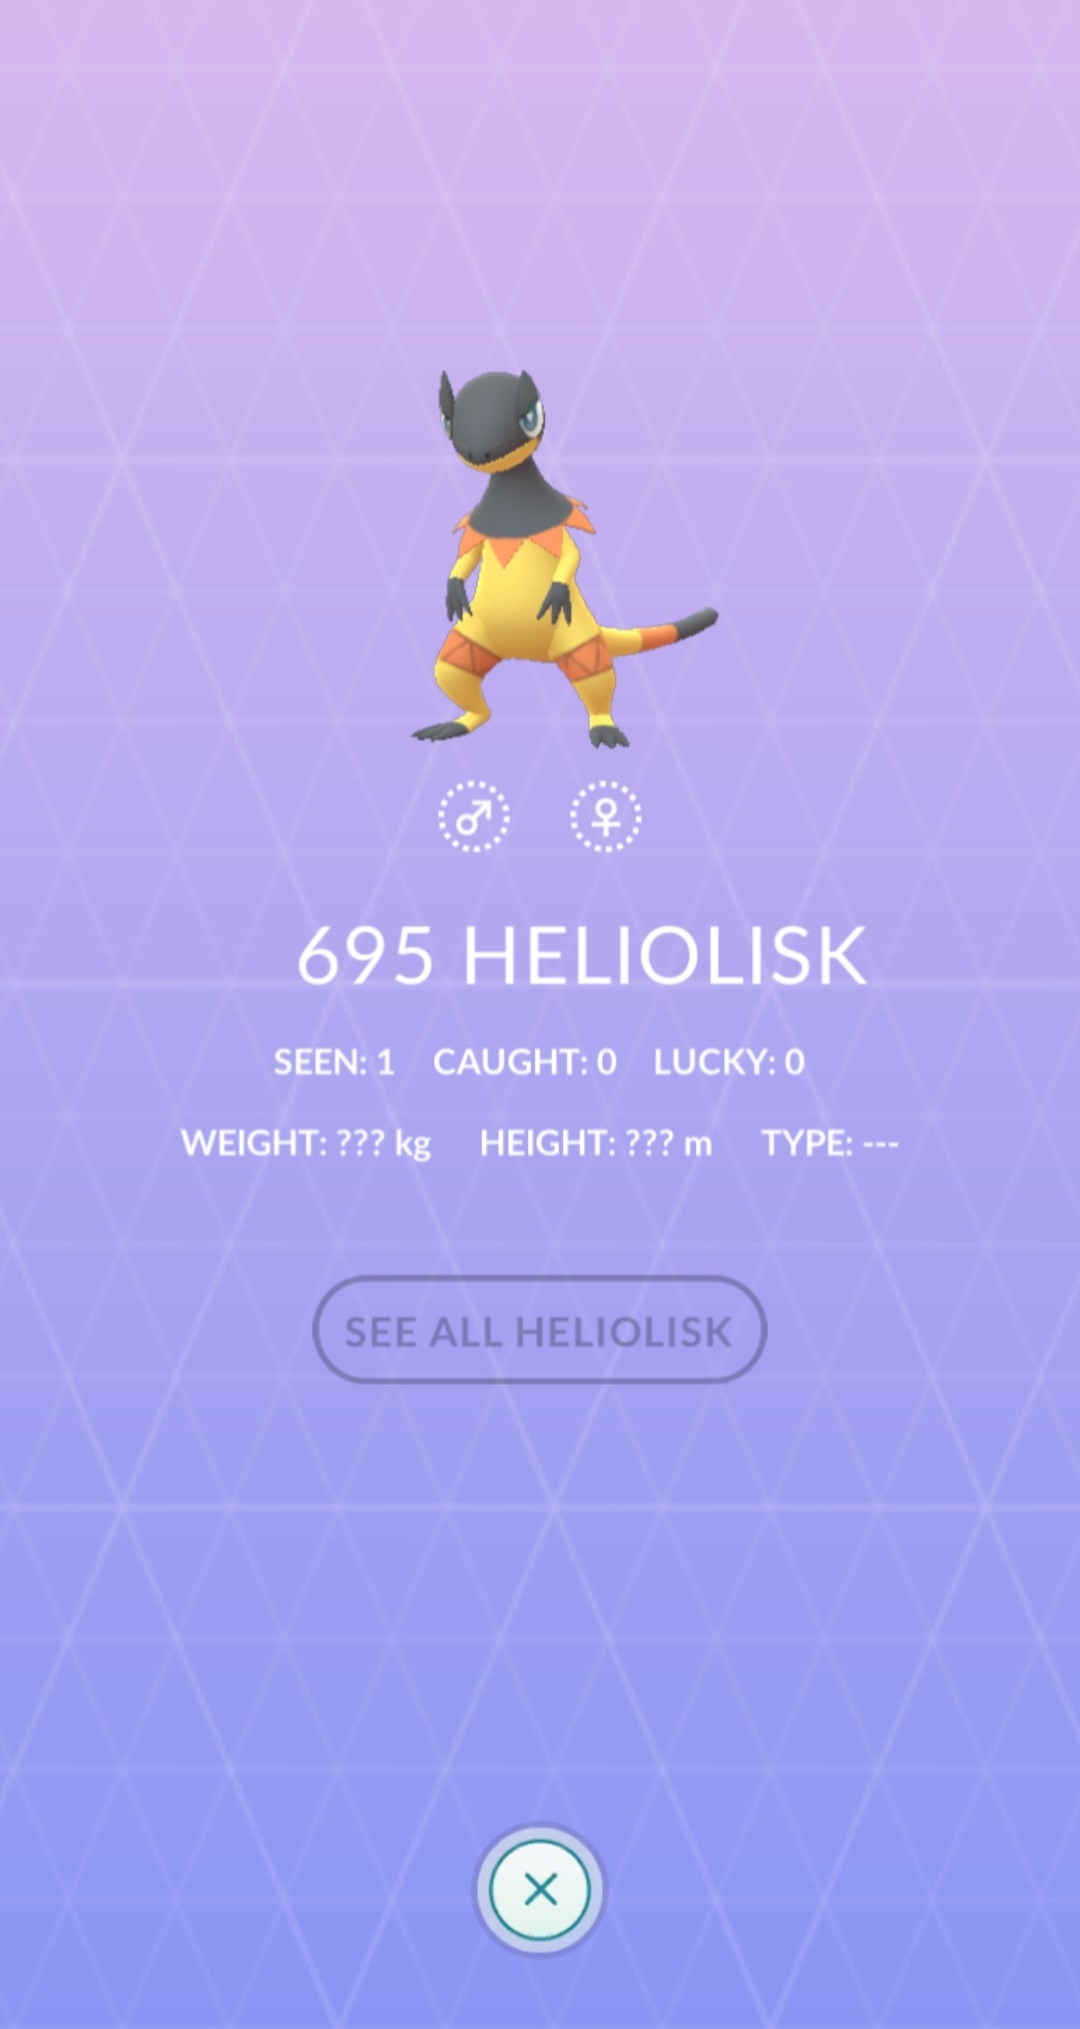 695 HELIOLISK
SEEN: 1 CAUGHT: 0 LUCKY: 0
WEIGHT: ??? kg HEIGHT: ??? m TYPE: ---
SEE ALL HELIOLISK